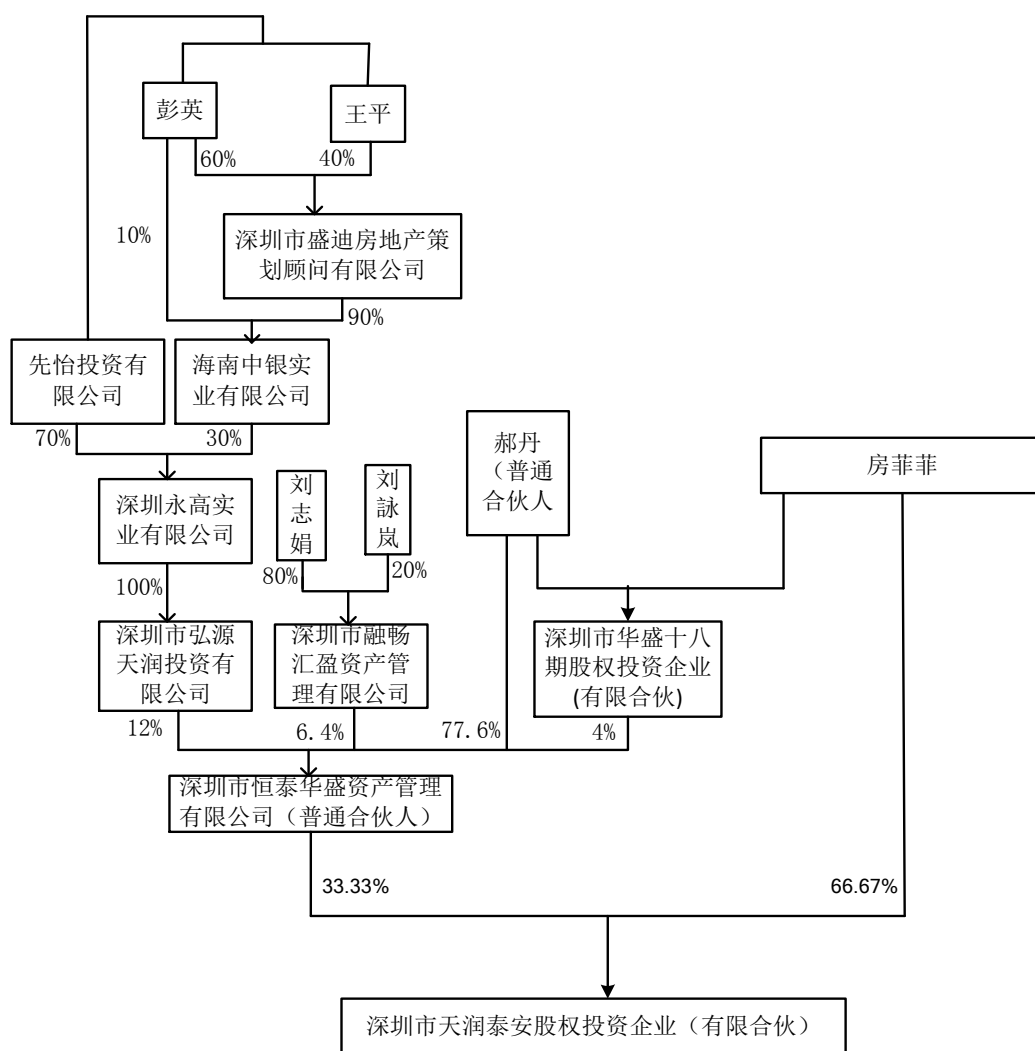 彭英
王平
60%
40%
10%
深圳市盛迪房地产策
划顾问有限公司
90%
先怡投资有
限公司
海南中银实
业有限公司
70%
30%
郝丹
（普通
合伙人
房菲菲
深圳永高实
业有限公司
刘
志
娟
刘
詠
岚
80%
20%
100%
深圳市弘源
天润投资有
限公司
深圳市融畅
汇盈资产管
理有限公司
深圳市华盛十八
期股权投资企业
(有限合伙)
12%
6.4%
77.6%
4%
深圳市恒泰华盛资产管理
有限公司（普通合伙人）
33.33%
66.67%
深圳市天润泰安股权投资企业（有限合伙）